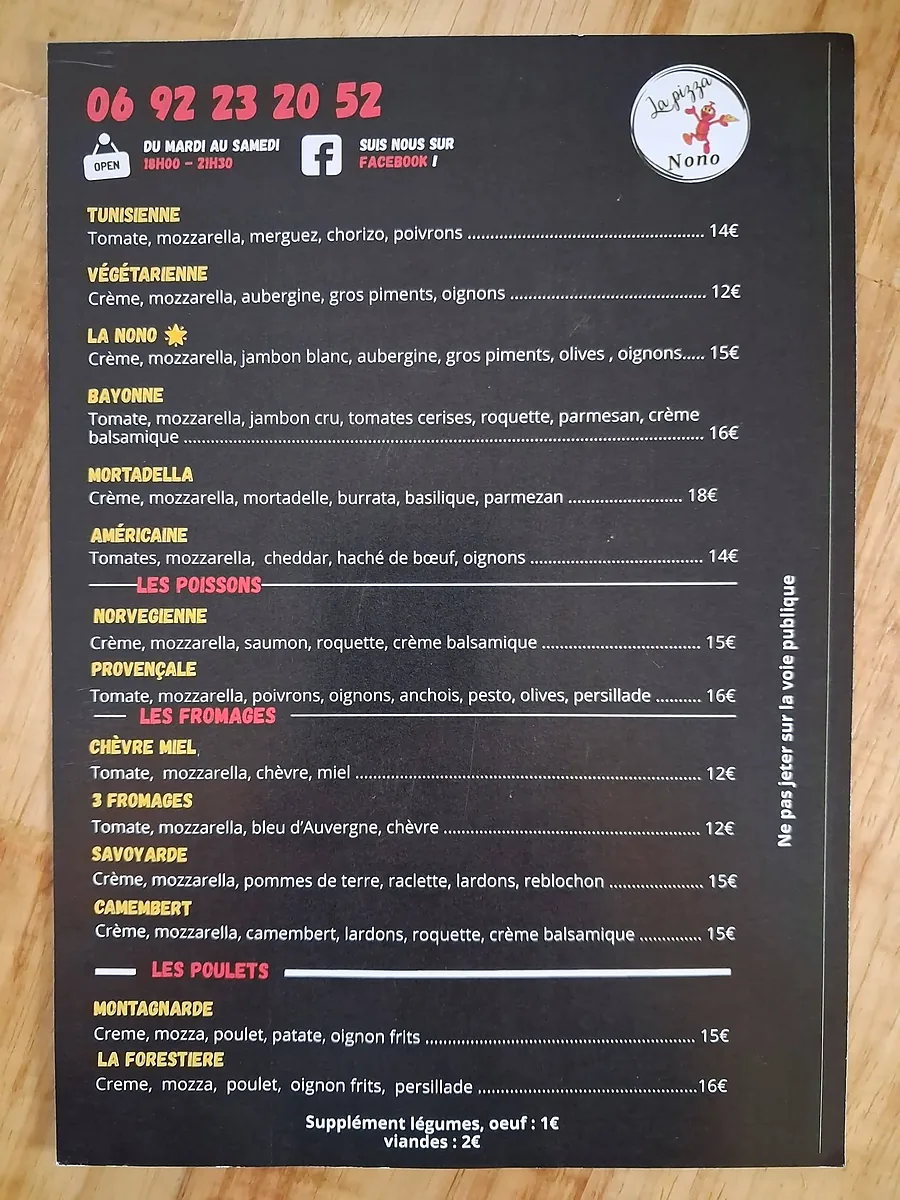 06 92 23 20 52
La pizza
Nono
OPEN
DU MARDI AU SAMEDI
18H00 - 21H30
SUIS NOUS SUR
FACEBOOK !
TUNISIENNE
Tomate, mozzarella, merguez, chorizo, poivrons ........................................................ 14€
VÉGÉTARIENNE
Crème, mozzarella, aubergine, gros piments, oignons .............................................. 12€
LA NONO 🌟
Crème, mozzarella, jambon blanc, aubergine, gros piments, olives , oignons..... 15€
BAYONNE
Tomate, mozzarella, jambon cru, tomates cerises, roquette, parmesan, crème
balsamique ........................................................................................................................ 16€
MORTADELLA
Crème, mozzarella, mortadelle, burrata, basilique, parmezan .......................... 18€
AMÉRICAINE
Tomates, mozzarella, cheddar, haché de bœuf, oignons ........................................ 14€
LES POISSONS
NORVEGIENNE
Crème, mozzarella, saumon, roquette, crème balsamique ..................................... 15€
PROVENÇALE
Tomate, mozzarella, poivrons, oignons, anchois, pesto, olives, persillade .......... 16€
LES FROMAGES
CHÈVRE MIEL
Tomate, mozzarella, chèvre, miel ................................................................................ 12€
3 FROMAGES
Tomate, mozzarella, bleu d'Auvergne, chèvre ............................................................ 12€
SAVOYARDE
Crème, mozzarella, pommes de terre, raclette, lardons, reblochon ...................... 15€
CAMEMBERT
Crème, mozzarella, camembert, lardons, roquette, crème balsamique .............. 15€
LES POULETS
MONTAGNARDE
Creme, mozza, poulet, patate, oignon frits ............................................................... 15€
LA FORESTIERE
Creme, mozza, poulet, oignon frits, persillade ....................................................16€
Supplément légumes, oeuf : 1€
viandes : 2€
Ne pas jeter sur la voie publique